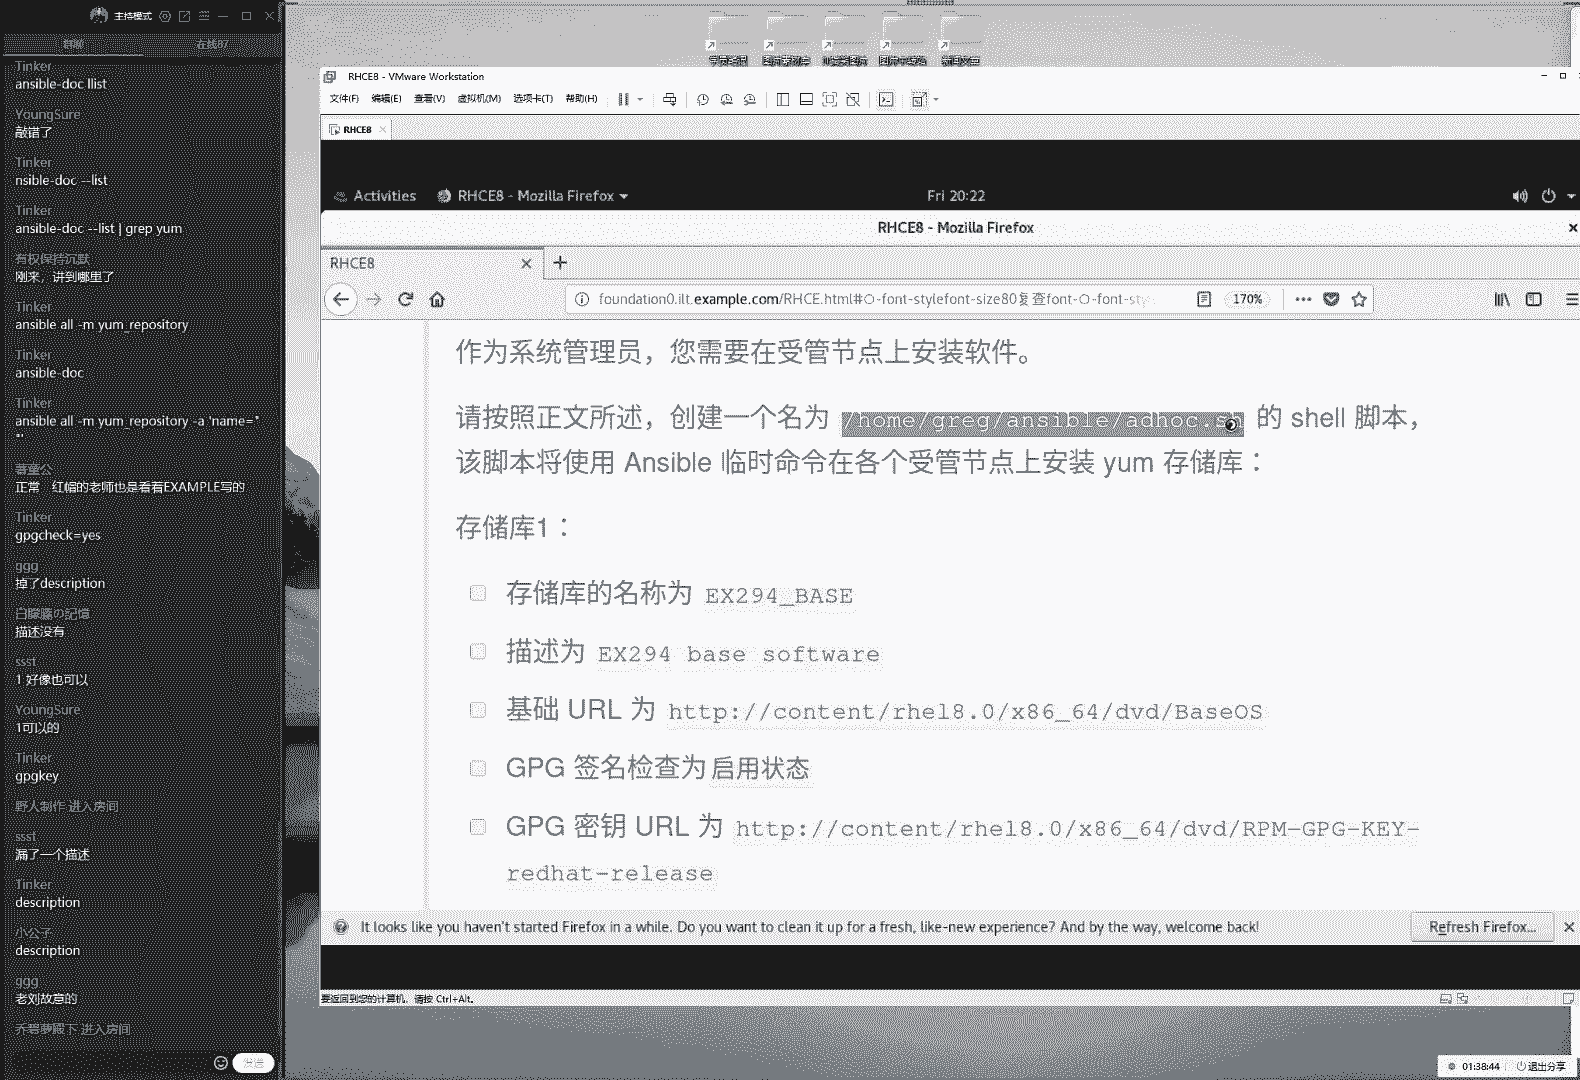 主持模式
群聊
在线87
Tinker
ansible-doc llist
YoungSure
敲错了
Tinker
nsible-doc --list
Tinker
ansible-doc --list | grep yum
有权保持沉默
刚来，讲到哪里了
Tinker
ansible all -m yum_repository
Tinker
ansible-doc
Tinker
ansible all -m yum_repository -a 'name="
"'
正常 红帽的老师也是看着EXAMPLE写的
Tinker
gpgcheck=yes
ggg
掉了description
白朦朧の記憶
描述没有
ssst
1 好像也可以
YoungSure
1可以的
Tinker
gpgkey
野人制作 进入房间
ssst
漏了一个描述
Tinker
description
小公子
description
ggg
老刘故意的
乔碧萝殿下 进入房间
发送
RHCE8 - VMware Workstation
文件(F) 编辑(E) 查看(V) 虚拟机(M) 选项卡(T) 帮助(H)
RHCE8
Activities RHCE8 - Mozilla Firefox Fri 20:22
RHCE8 - Mozilla Firefox
RHCE8
foundation0.ilt.example.com/RHCE.html#○-font-stylefont-size80复查font-○-font-sty
170%
作为系统管理员，您需要在受管节点上安装软件。
请按照正文所述，创建一个名为 /home/greg/ansible/adhoc.sh 的 shell 脚本，
该脚本将使用 Ansible 临时命令在各个受管节点上安装 yum 存储库：
存储库1：
存储库的名称为 EX294_BASE
描述为 EX294 base software
基础 URL 为 http://content/rhel8.0/x86_64/dvd/BaseOS
GPG 签名检查为启用状态
GPG 密钥 URL 为 http://content/rhel8.0/x86_64/dvd/RPM-GPG-KEY-
redhat-release
It looks like you haven't started Firefox in a while. Do you want to clean it up for a fresh, like-new experience? And by the way, welcome back!
Refresh Firefox...
要返回到您的计算机，请按 Ctrl+Alt。
01:38:44 退出分享